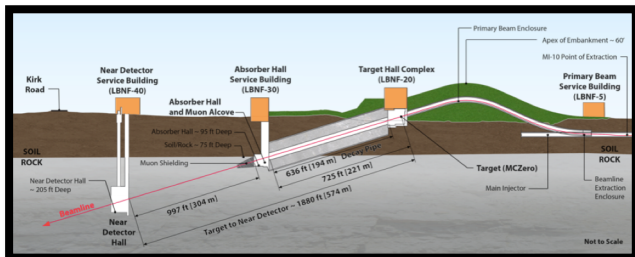 Primary Beam Enclosure
Apex of Embankment ~ 60'
MI-10 Point of Extraction
Kirk
Road
Near Detector
Service Building
(LBNF-40)
Absorber Hall
Service Building
(LBNF-30)
Target Hall Complex
(LBNF-20)
Primary Beam
Service Building
(LBNF-5)
Absorber Hall
and Muon Alcove
Absorber Hall ~ 95 ft Deep
Soil/Rock ~ 75 ft Deep
Muon Shielding
SOIL
ROCK
SOIL
ROCK
636 ft [194 m] Decay Pipe
725 ft [221 m]
Target (MCZero)
Main Injector
Beamline
Extraction
Enclosure
Near Detector Hall
~ 205 ft Deep
Beamline
997 ft [304 m]
Target to Near Detector ~ 1880 ft [574 m]
Near
Detector
Hall
Not to Scale